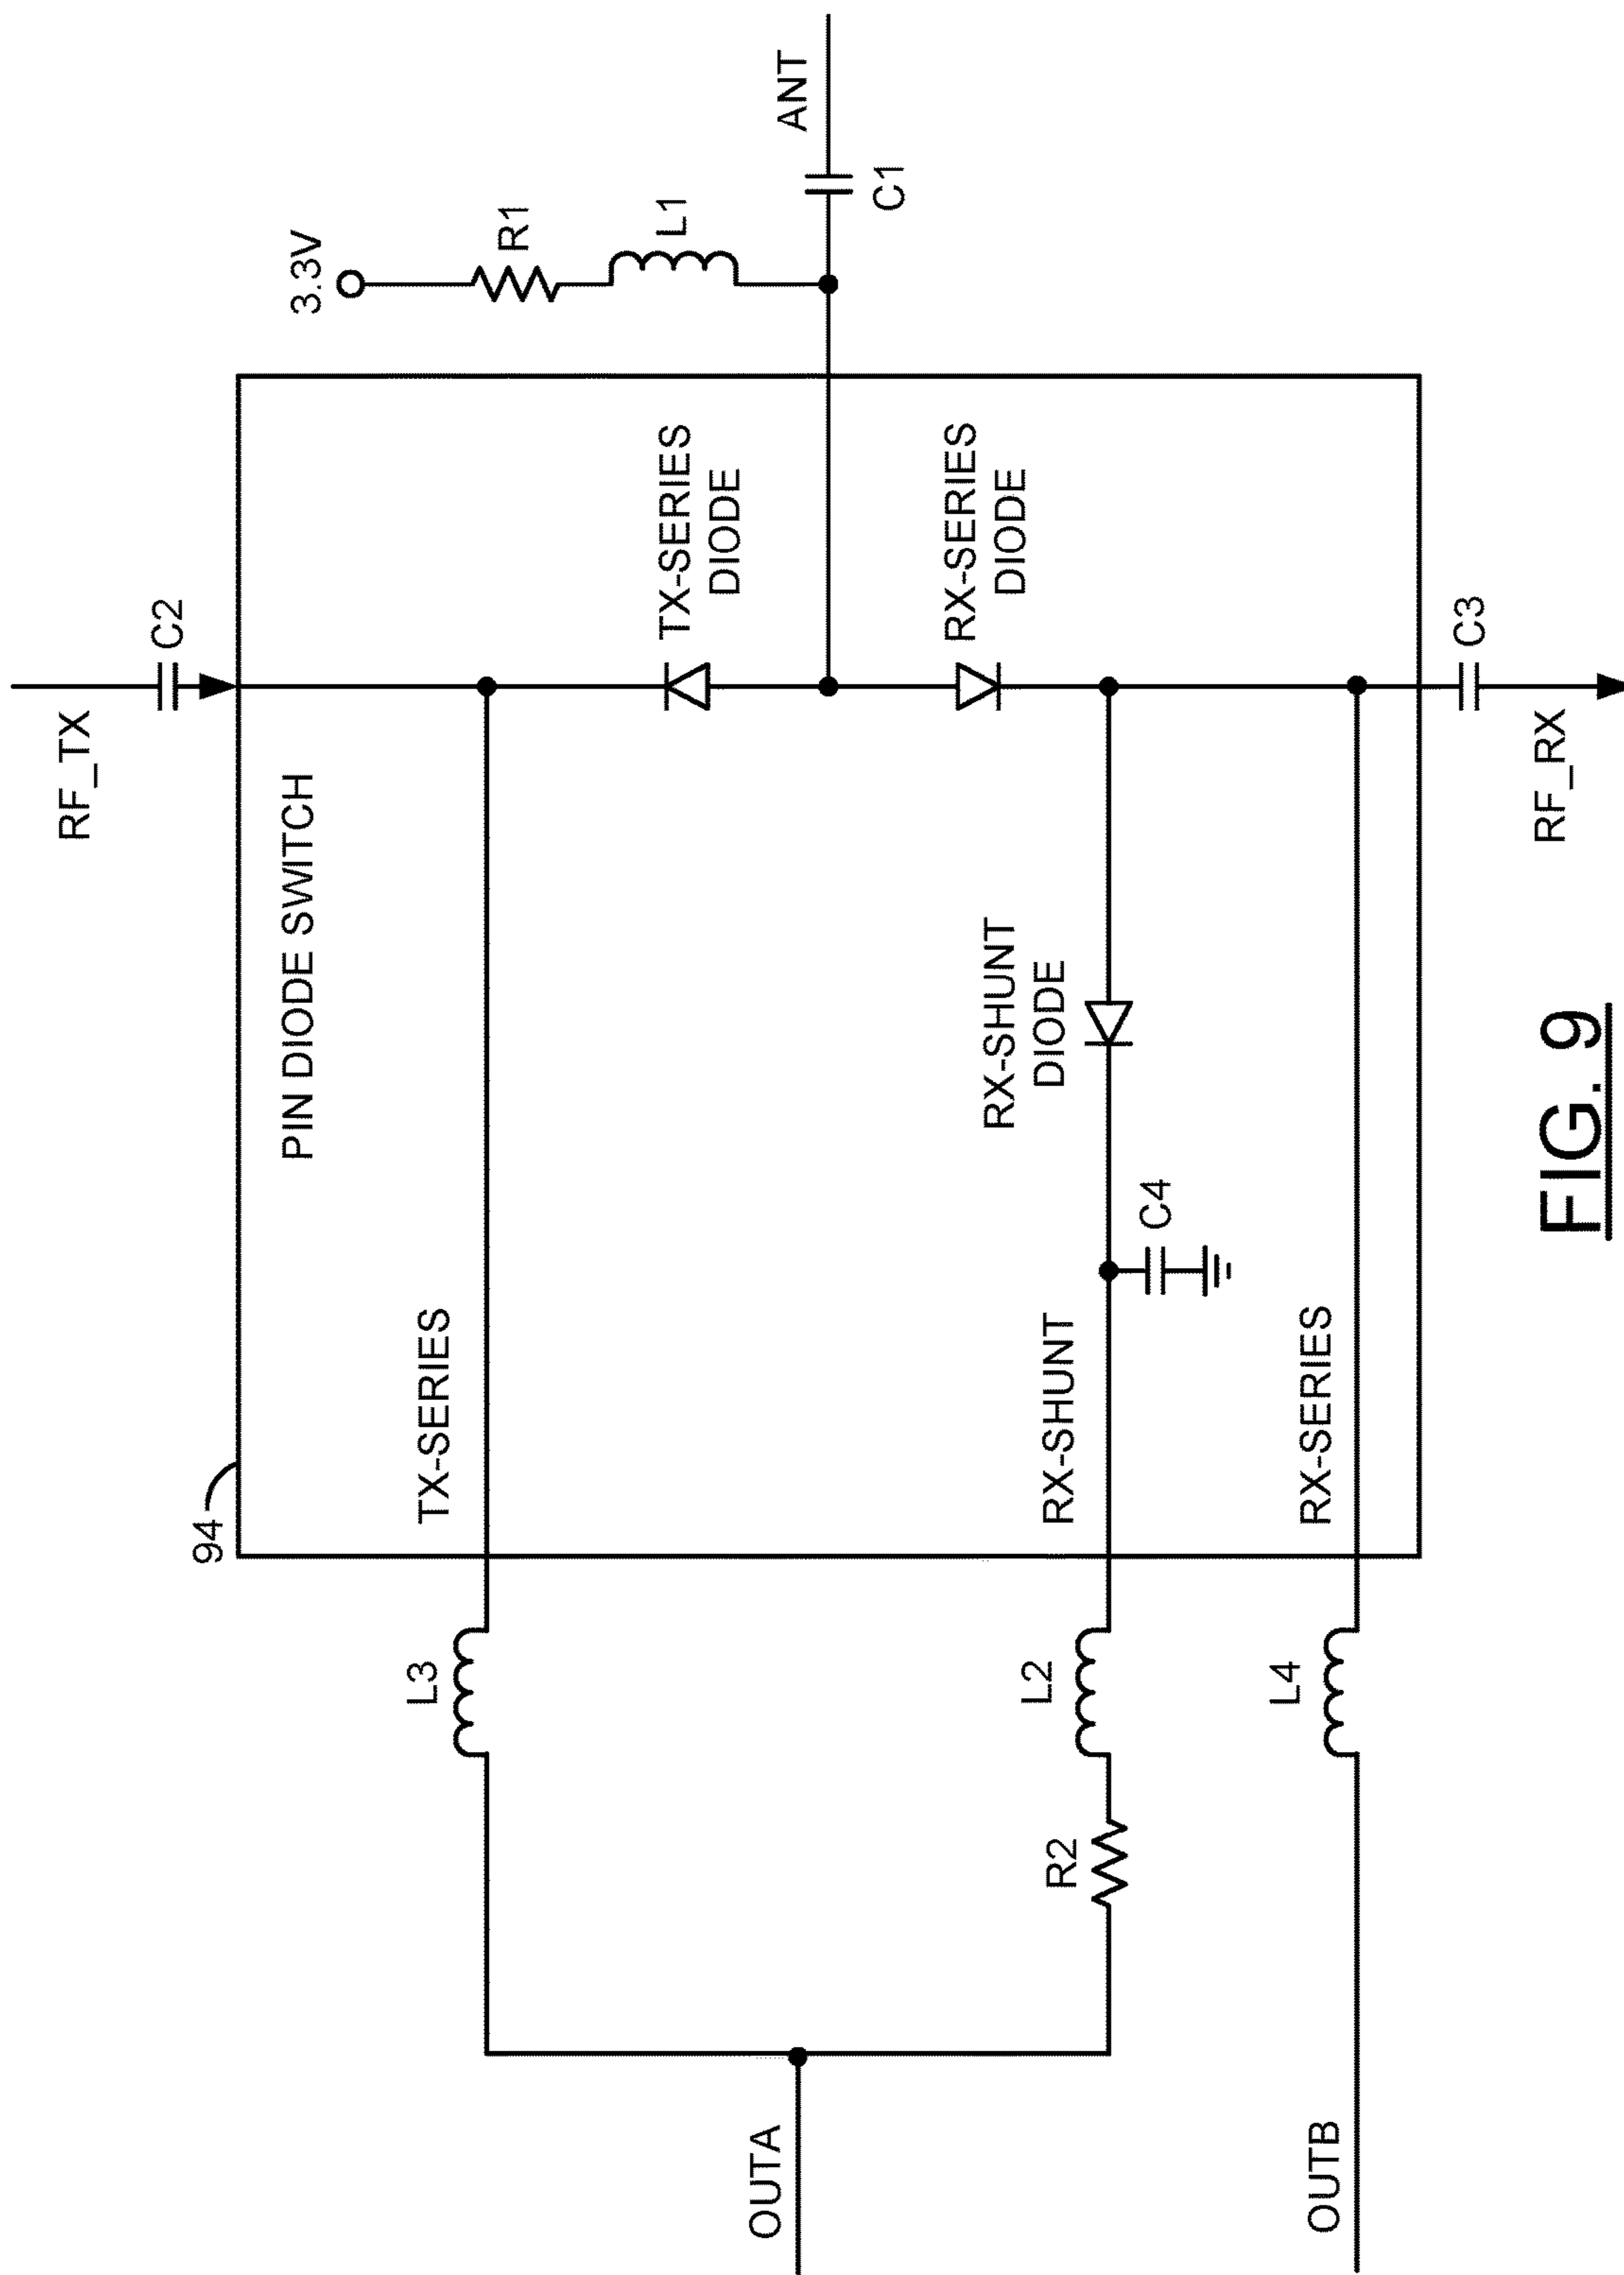 RF_TX
C2
3.3V
R1
L1
ANT
C1
94
PIN DIODE SWITCH
TX-SERIES
DIODE
RX-SERIES
DIODE
TX-SERIES
RX-SHUNT
DIODE
C4
RX-SHUNT
RX-SERIES
L3
L2
R2
L4
OUTA
OUTB
C3
RF_RX
FIG. 9